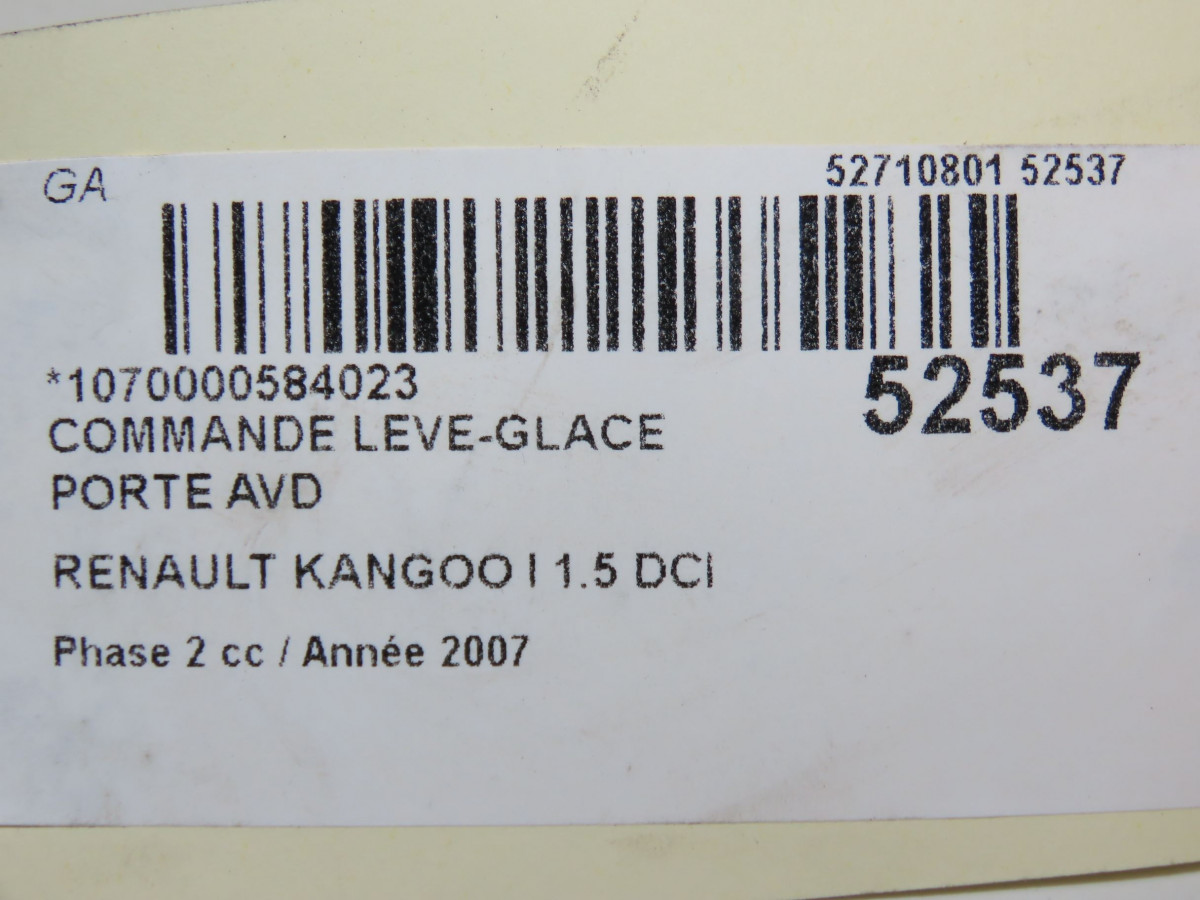 GA
52710801 52537
*1070000584023
52537
COMMANDE LEVE-GLACE
PORTE AVD
RENAULT KANGOO I 1.5 DCI
Phase 2 cc / Année 2007